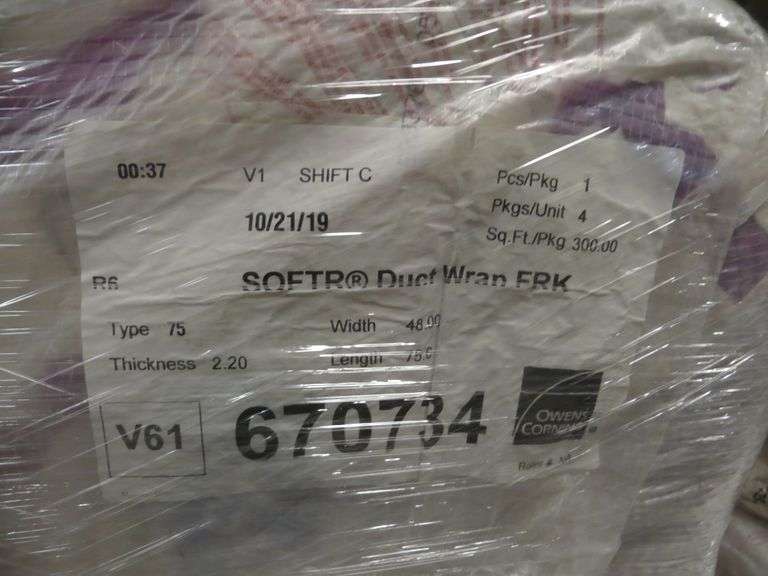 00:37 V1 SHIFT C Pcs/Pkg 1
10/21/19 Pkgs/Unit 4
Sq.Ft./Pkg 300.00
R6 SOFTR® Duct Wrap FRK
Type 75 Width 48.00
Thickness 2.20 Length 75.0
V61 670734 OWENS
CORNING